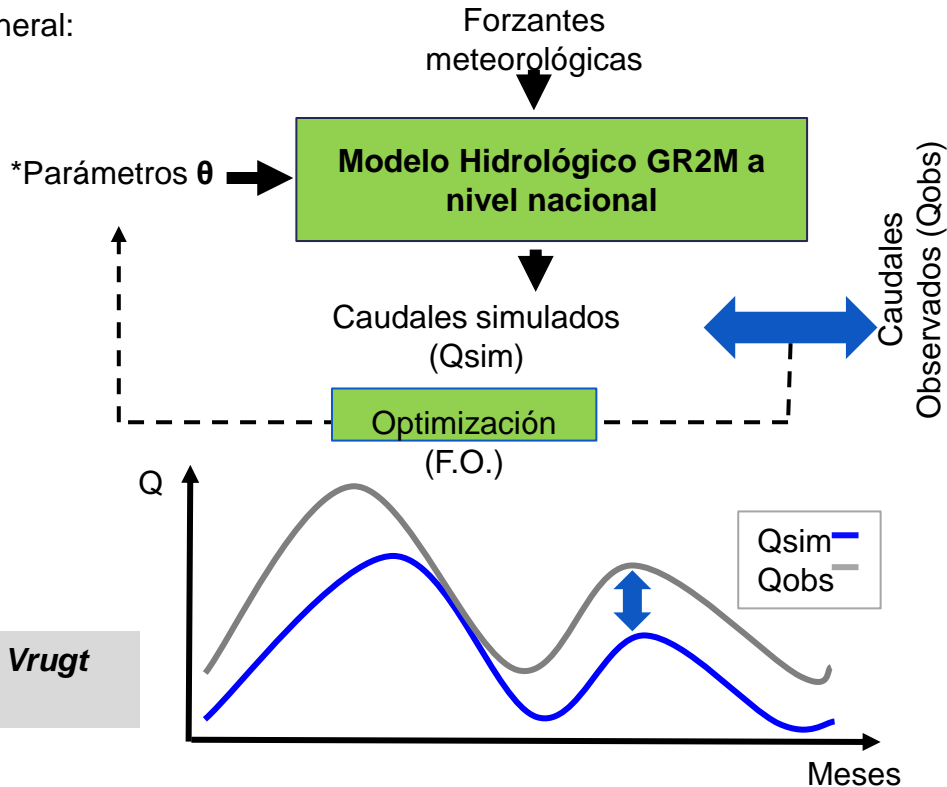 neral:
Forzantes
meteorológicas
*Parámetros θ
Modelo Hidrológico GR2M a
nivel nacional
Caudales
Observados (Qobs)
Caudales simulados
(Qsim)
Optimización
(F.O.)
Q
Qsim
Qobs
Vrugt
Meses